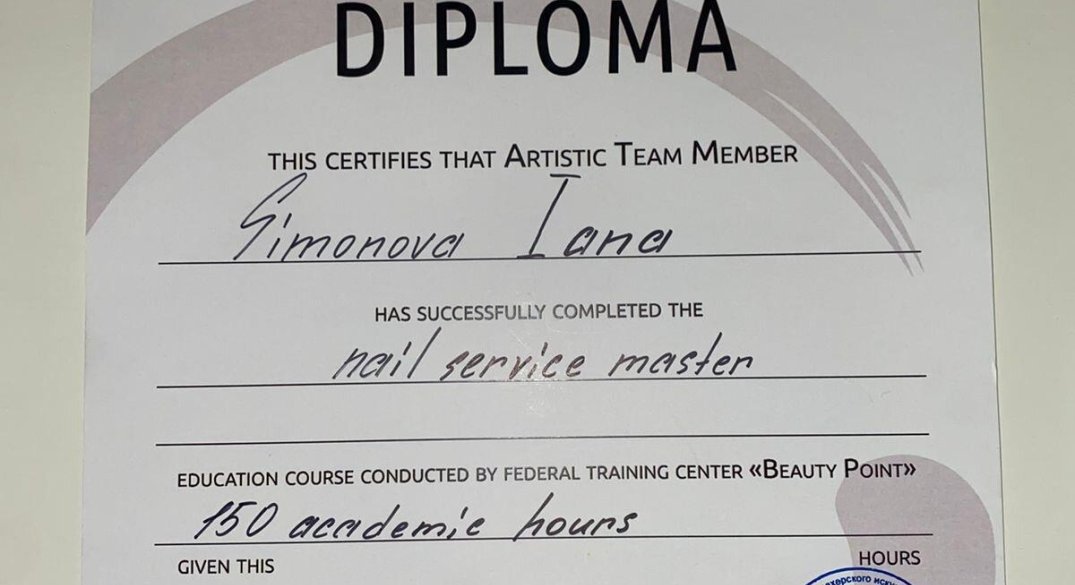 DIPLOMA
THIS CERTIFIES THAT ARTISTIC TEAM MEMBER
Simonova Iana
HAS SUCCESSFULLY COMPLETED THE
nail service master
EDUCATION COURSE CONDUCTED BY FEDERAL TRAINING CENTER «BEAUTY POINT»
150 academic hours
GIVEN THIS HOURS